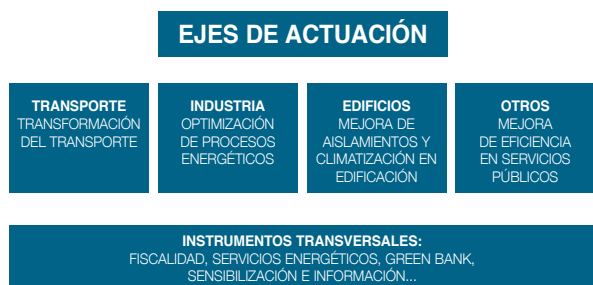 EJES DE ACTUACIÓN
TRANSPORTE
TRANSFORMACIÓN
DEL TRANSPORTE
INDUSTRIA
OPTIMIZACIÓN
DE PROCESOS
ENERGÉTICOS
EDIFICIOS
MEJORA DE
AISLAMIENTOS Y
CLIMATIZACIÓN EN
EDIFICACIÓN
OTROS
MEJORA
DE EFICIENCIA
EN SERVICIOS
PÚBLICOS
INSTRUMENTOS TRANSVERSALES:
FISCALIDAD, SERVICIOS ENERGÉTICOS, GREEN BANK,
SENSIBILIZACIÓN E INFORMACIÓN...